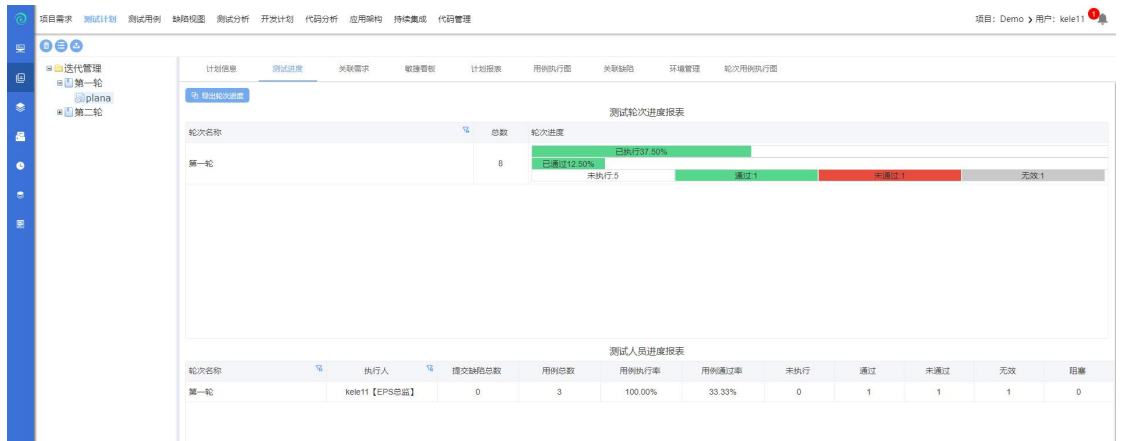 项目需求 测试计划 测试用例 缺陷视图 测试分析 开发计划 代码分析 应用架构 持续集成 代码管理 项目: Demo 用户: kele11 1
迭代管理
第一轮
plana
第二轮
计划信息 测试进度 关联需求 敏捷看板 计划报表 用例执行图 关联缺陷 环境管理 轮次用例执行图
导出轮次进度
测试轮次进度报表
轮次名称 总数 轮次进度
第一轮 8
已执行37.50%
已通过12.50%
未执行:5 通过:1 未通过:1 无效:1
测试人员进度报表
轮次名称 执行人 提交缺陷总数 用例总数 用例执行率 用例通过率 未执行 通过 未通过 无效 阻塞
第一轮 kele11【EPS总监】 0 3 100.00% 33.33% 0 1 1 1 0